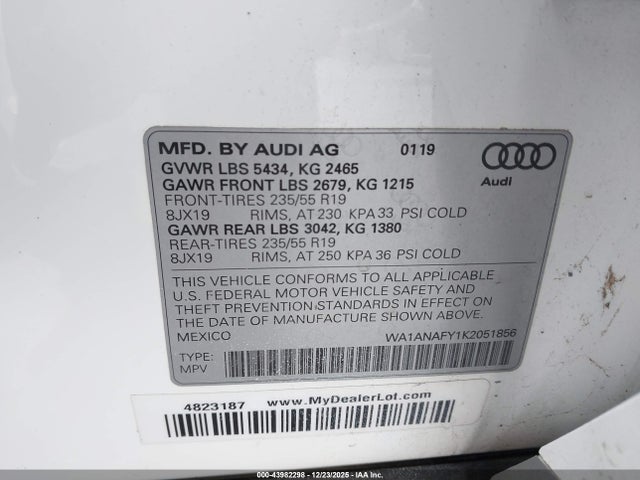 MFD. BY AUDI AG 0119
GVWR LBS 5434, KG 2465
GAWR FRONT LBS 2679, KG 1215
FRONT-TIRES 235/55 R19
8JX19 RIMS, AT 230 KPA 33 PSI COLD
GAWR REAR LBS 3042, KG 1380
REAR-TIRES 235/55 R19
8JX19 RIMS, AT 250 KPA 36 PSI COLD
Audi
THIS VEHICLE CONFORMS TO ALL APPLICABLE
U.S. FEDERAL MOTOR VEHICLE SAFETY AND
THEFT PREVENTION STANDARDS IN EFFECT ON
THE DATE OF MANUFACTURE SHOWN ABOVE.
MEXICO WA1ANAFY1K2051856
TYPE:
MPV
4823187 www.MyDealerLot.com
000-43982298 - 12/23/2025 - IAAI, Inc.